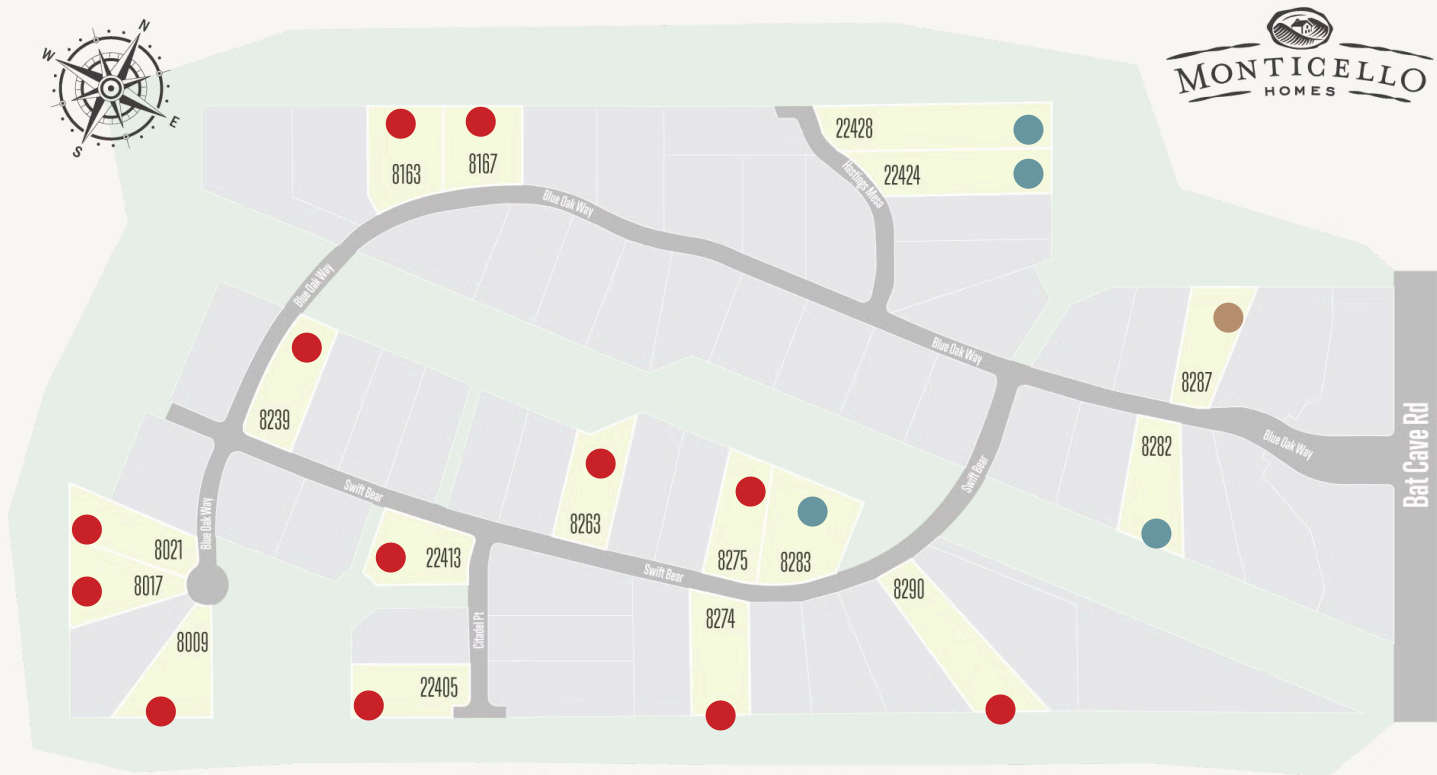 N
W
E
S
MONTICELLO
HOMES
8163
8167
22428
22424
Hastings Mesa
Blue Oak Way
Blue Oak Way
Blue Oak Way
8287
8239
8282
Blue Oak Way
Bat Cave Rd
Swift Bear
Swift Bear
8263
8021
Blue Oak Way
22413
8275
8283
8017
Swift Bear
8290
8009
Citadel Pt
8274
22405